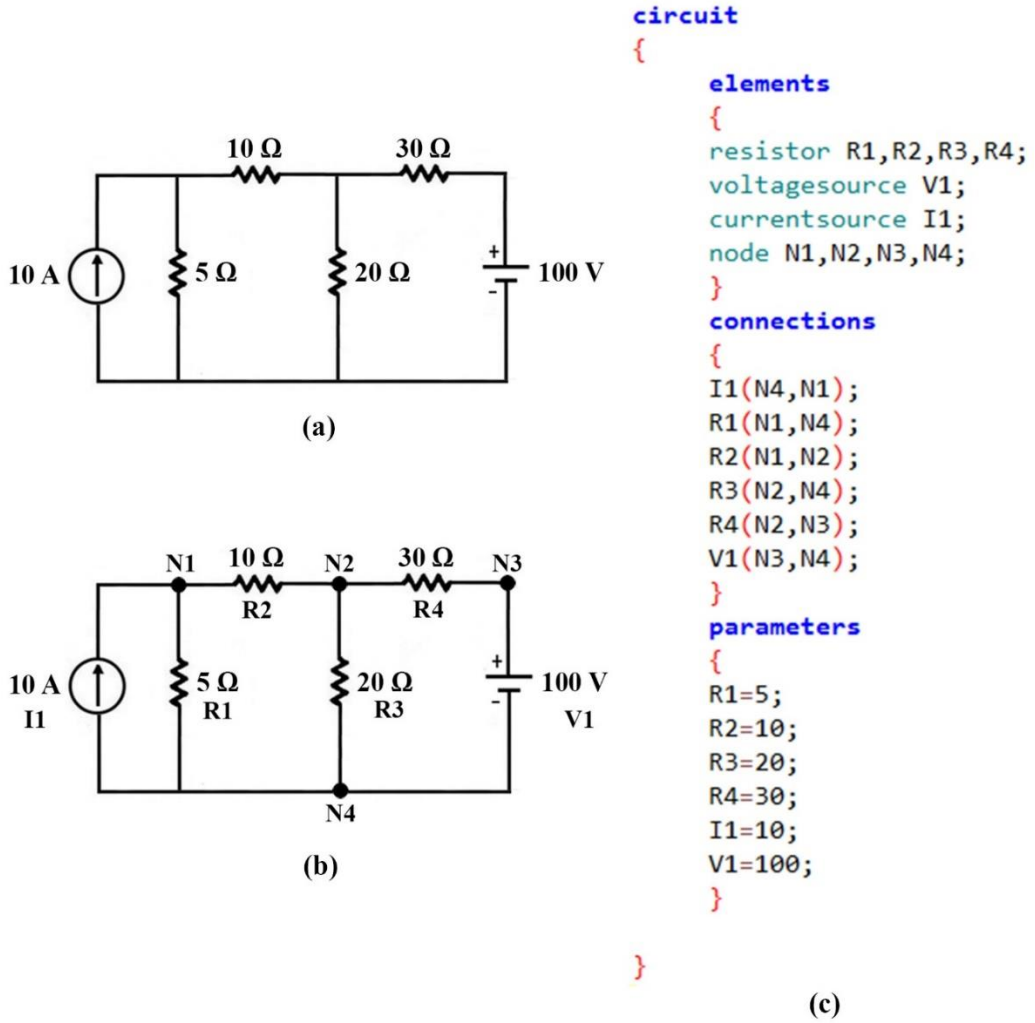 10 Ω 30 Ω
10 A 5 Ω 20 Ω + - 100 V
(a)
N1 10 Ω N2 30 Ω N3
R2 R4
10 A 5 Ω 20 Ω + - 100 V
I1 R1 R3 V1
N4
(b)
circuit
{
elements
{
resistor R1,R2,R3,R4;
voltagesource V1;
currentsource I1;
node N1,N2,N3,N4;
}
connections
{
I1(N4,N1);
R1(N1,N4);
R2(N1,N2);
R3(N2,N4);
R4(N2,N3);
V1(N3,N4);
}
parameters
{
R1=5;
R2=10;
R3=20;
R4=30;
I1=10;
V1=100;
}
}
(c)